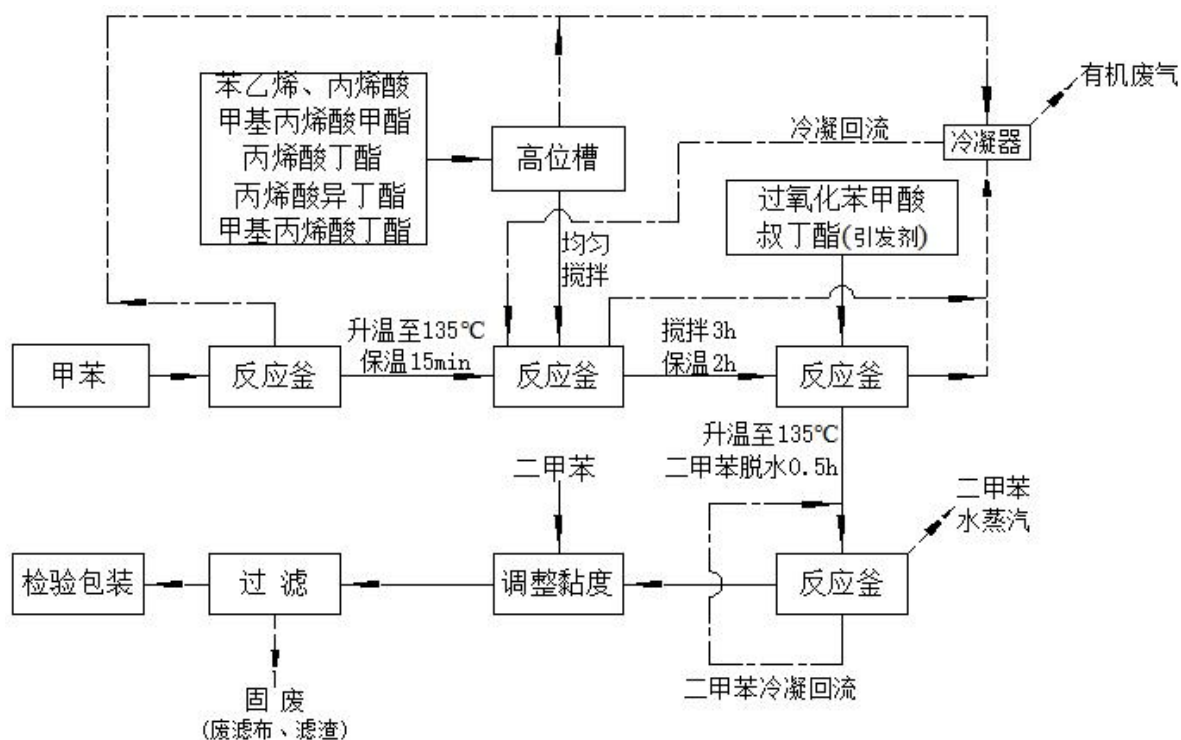 有机废气
苯乙烯、丙烯酸
甲基丙烯酸甲酯
丙烯酸丁酯
丙烯酸异丁酯
甲基丙烯酸丁酯
高位槽
冷凝回流
冷凝器
过氧化苯甲酸
叔丁酯(引发剂)
均匀
搅拌
甲苯
反应釜
升温至135℃
保温15min
反应釜
搅拌3h
保温2h
反应釜
升温至135℃
二甲苯脱水0.5h
二甲苯
二甲苯
水蒸汽
检验包装
过滤
调整黏度
反应釜
二甲苯冷凝回流
固废
(废滤布、滤渣)